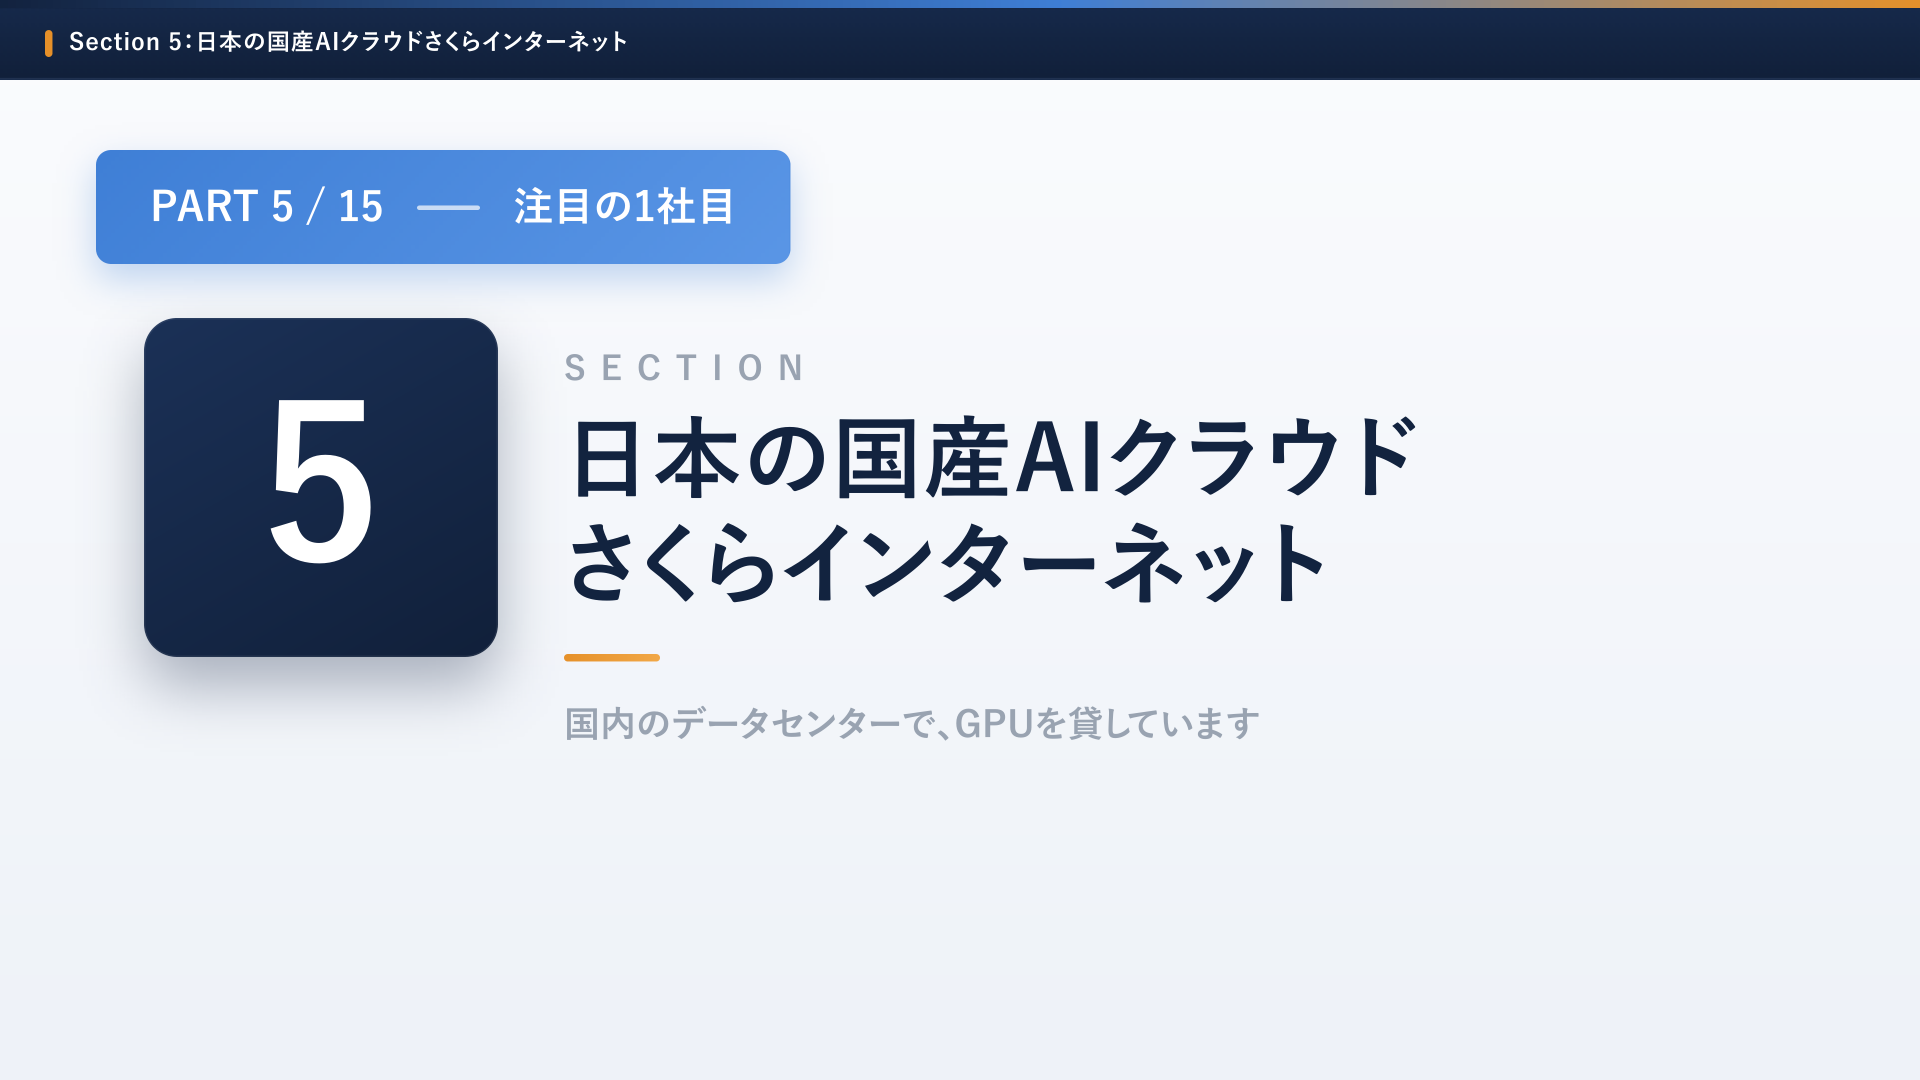 Section 5：日本の国産AIクラウドさくらインターネット
PART 5 / 15 — 注目の1社目
5
SECTION
日本の国産AIクラウド
さくらインターネット
国内のデータセンターで、GPUを貸しています